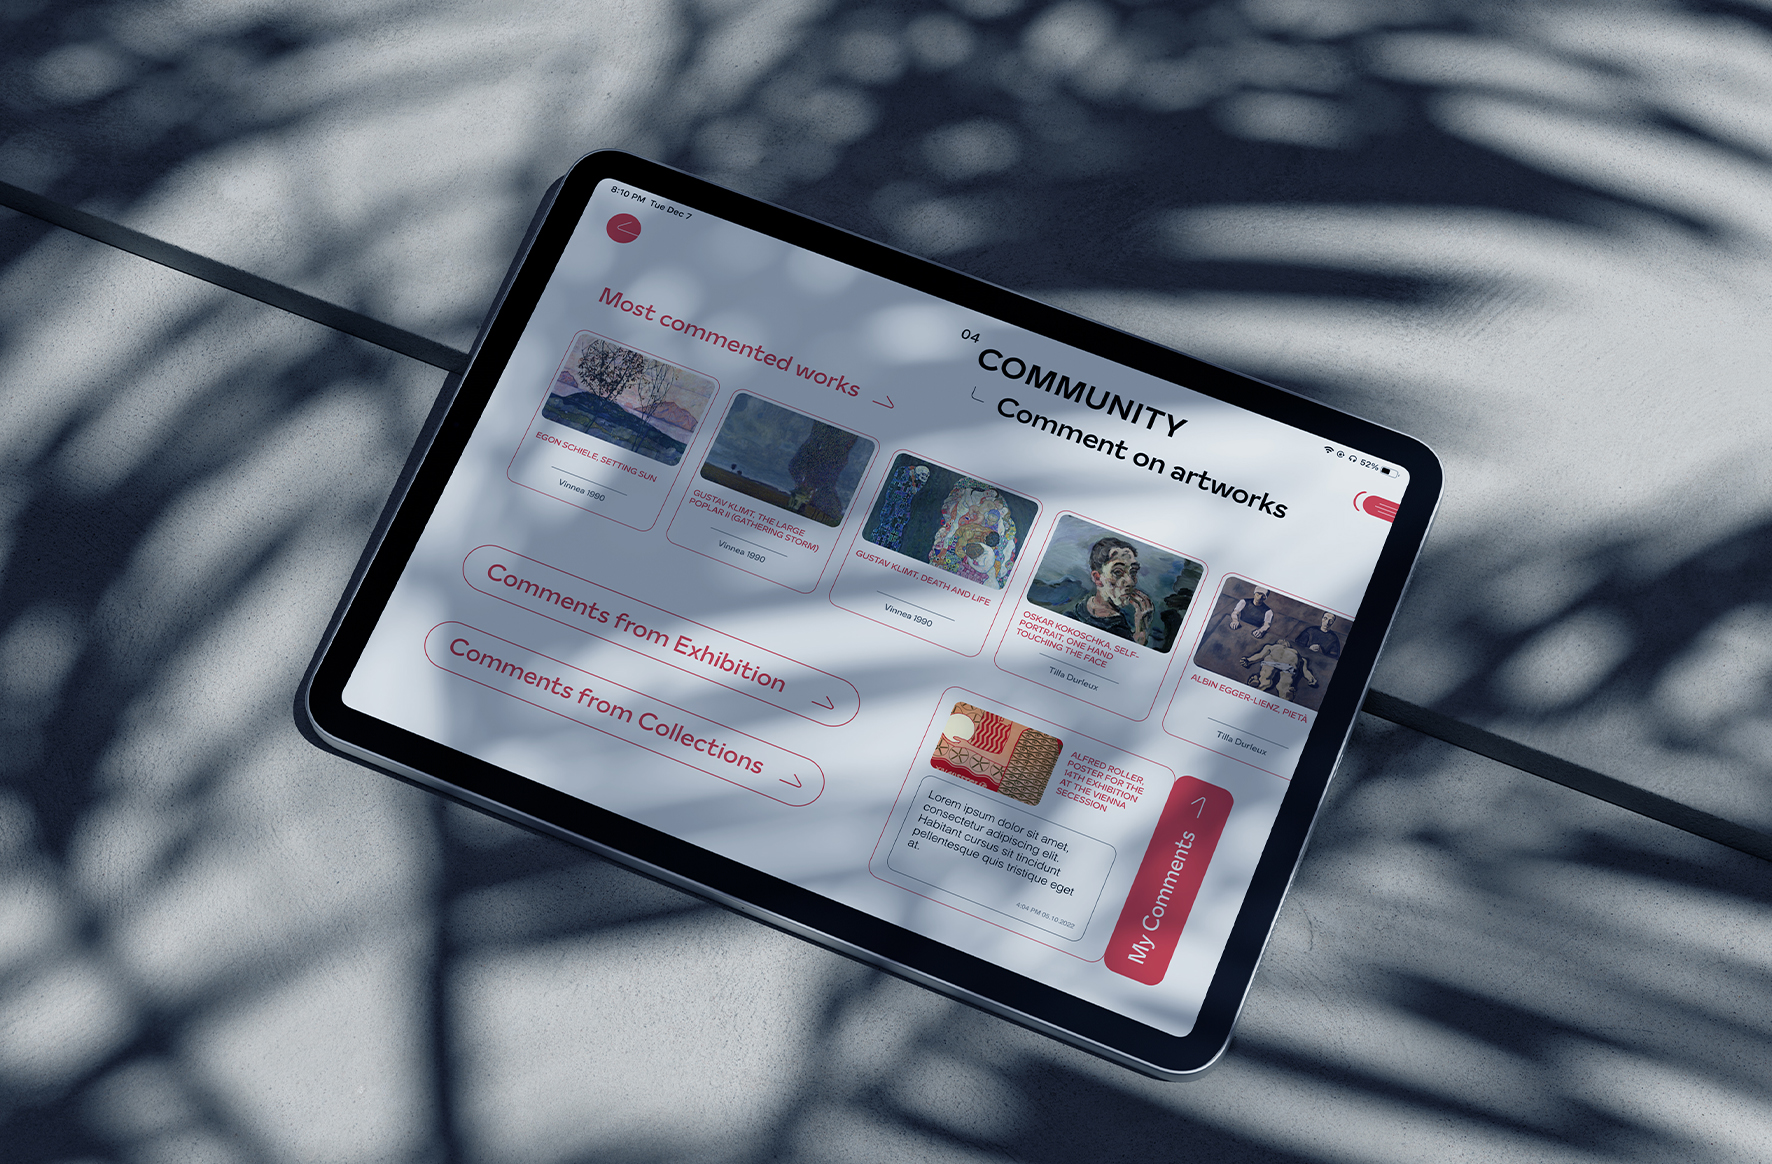 8:10 PM Tue Dec 7
52%
04
COMMUNITY
Comment on artworks
Most commented works
EGON SCHIELE, SETTING SUN
Vinnea 1990
GUSTAV KLIMT, THE LARGE
POPLAR II (GATHERING STORM)
Vinnea 1990
GUSTAV KLIMT, DEATH AND LIFE
Vinnea 1990
OSKAR KOKOSCHKA, SELF-
PORTRAIT, ONE HAND
TOUCHING THE FACE
Tilla Durieux
ALBIN EGGER-LIENZ, PIETÀ
Tilla Durieux
Comments from Exhibition
Comments from Collections
ALFRED ROLLER,
POSTER FOR THE
14TH EXHIBITION
AT THE VIENNA
SECESSION
Lorem ipsum dolor sit amet,
consectetur adipiscing elit.
Habitant cursus sit tincidunt
pellentesque quis tristique eget
at.
4:04 PM 05.10.2022
My Comments